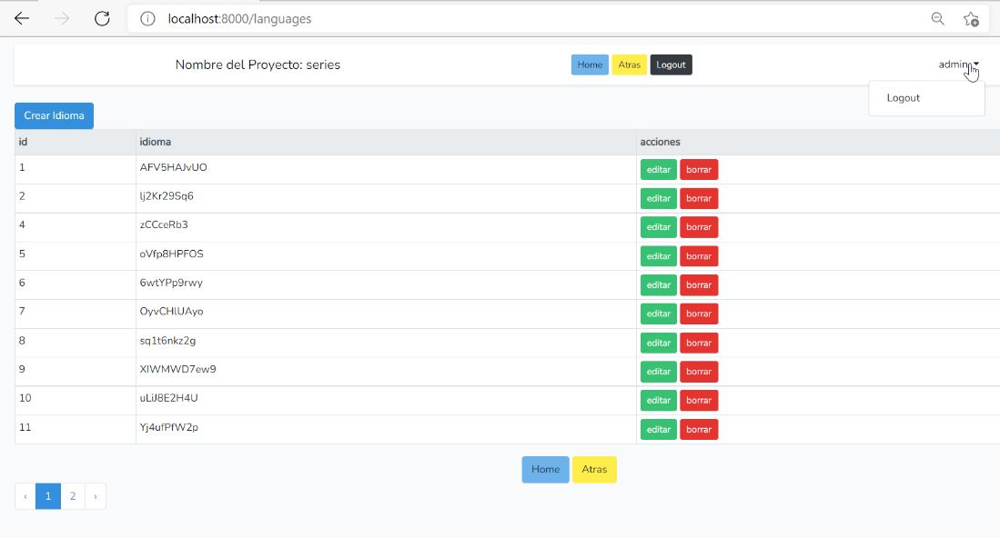 localhost:8000/languages
Nombre del Proyecto: series Home Atras Logout admin
Logout
Crear Idioma
id idioma acciones
1 AFV5HAJvUO editar borrar
2 lj2Kr29Sq6 editar borrar
4 zCCceRb3 editar borrar
5 oVfp8HPFOS editar borrar
6 6wtYPp9rwy editar borrar
7 OyvCHlUAyo editar borrar
8 sq1t6nkz2g editar borrar
9 XIWMWD7ew9 editar borrar
10 uLiJ8E2H4U editar borrar
11 Yj4ufPfW2p editar borrar
Home Atras
‹ 1 2 ›